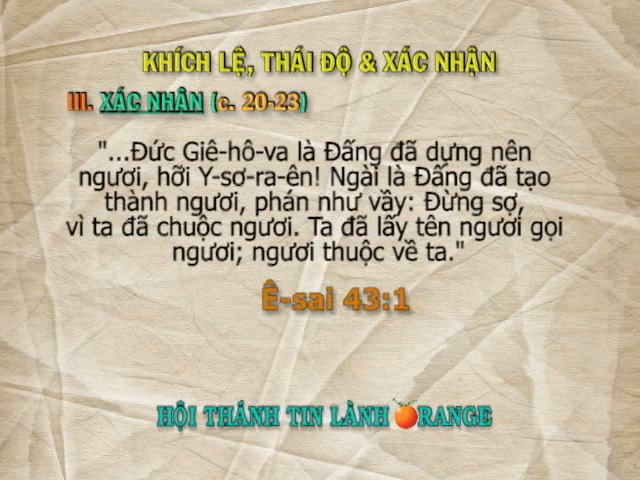 KHÍCH LỆ, THÁI ĐỘ & XÁC NHẬN
III. XÁC NHẬN (c. 20-23)
"...Đức Giê-hô-va là Đấng đã dựng nên
ngươi, hỡi Y-sơ-ra-ên! Ngài là Đấng đã tạo
thành ngươi, phán như vầy: Đừng sợ,
vì ta đã chuộc ngươi. Ta đã lấy tên ngươi gọi
ngươi; ngươi thuộc về ta."
Ê-sai 43:1
HỘI THÁNH TIN LÀNH ORANGE